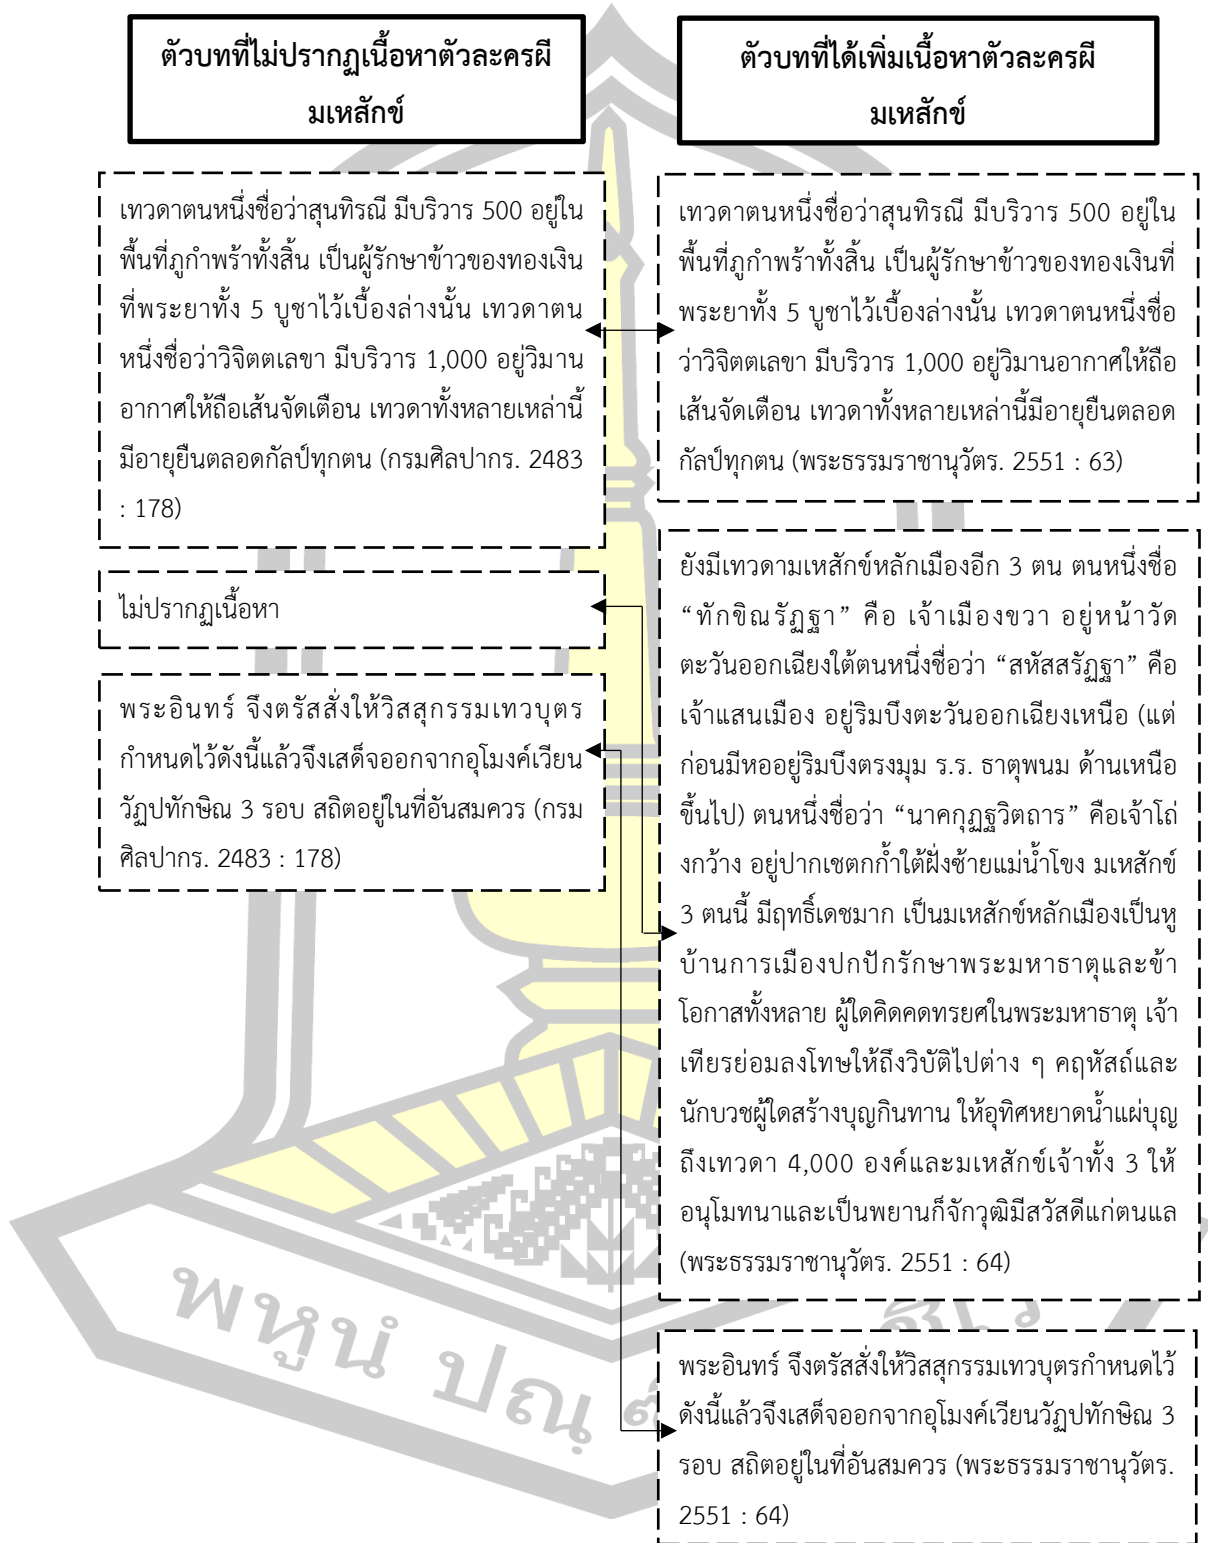 ตัวบทที่ไม่ปรากฏเนื้อหาตัวละครผี
มเหสักข์
ตัวบทที่ได้เพิ่มเนื้อหาตัวละครผี
มเหสักข์
เทวดาตนหนึ่งชื่อว่าสุนทิรณี มีบริวาร 500 อยู่ใน
พื้นที่ภูกำพร้าทั้งสิ้น เป็นผู้รักษาข้าวของทองเงิน
ที่พระยาทั้ง 5 บูชาไว้เบื้องล่างนั้น เทวดาตน
หนึ่งชื่อว่าวิจิตตเลขา มีบริวาร 1,000 อยู่วิมาน
อากาศให้ถือเส้นจัดเตือน เทวดาทั้งหลายเหล่านี้
มีอายุยืนตลอดกัลป์ทุกตน (กรมศิลปากร. 2483
: 178)
ไม่ปรากฏเนื้อหา
พระอินทร์ จึงตรัสสั่งให้วิสสุกรรมเทวบุตร
กำหนดไว้ดังนี้แล้วจึงเสด็จออกจากอุโมงค์เวียน
วัฏปทักษิณ 3 รอบ สถิตอยู่ในที่อันสมควร (กรม
ศิลปากร. 2483 : 178)
เทวดาตนหนึ่งชื่อว่าสุนทิรณี มีบริวาร 500 อยู่ใน
พื้นที่ภูกำพร้าทั้งสิ้น เป็นผู้รักษาข้าวของทองเงินที่
พระยาทั้ง 5 บูชาไว้เบื้องล่างนั้น เทวดาตนหนึ่งชื่อ
ว่าวิจิตตเลขา มีบริวาร 1,000 อยู่วิมานอากาศให้ถือ
เส้นจัดเตือน เทวดาทั้งหลายเหล่านี้มีอายุยืนตลอด
กัลป์ทุกตน (พระธรรมราชานุวัตร. 2551 : 63)
ยังมีเทวดามเหสักข์หลักเมืองอีก 3 ตน ตนหนึ่งชื่อ
“ทักขิณรัฏฐา” คือ เจ้าเมืองขวา อยู่หน้าวัด
ตะวันออกเฉียงใต้ตนหนึ่งชื่อว่า “สหัสสรัฏฐา” คือ
เจ้าแสนเมือง อยู่ริมบึงตะวันออกเฉียงเหนือ (แต่
ก่อนมีหออยู่ริมบึงตรงมุม ร.ร. ธาตุพนม ด้านเหนือ
ขึ้นไป) ตนหนึ่งชื่อว่า “นาคกุฏฐวิตถาร” คือเจ้าโถ่
งกว้าง อยู่ปากเซตกก้ำใต้ฝั่งซ้ายแม่น้ำโขง มเหสักข์
3 ตนนี้ มีฤทธิ์เดชมาก เป็นมเหสักข์หลักเมืองเป็นหู
บ้านการเมืองปกปักรักษาพระมหาธาตุและข้า
โอกาสทั้งหลาย ผู้ใดคิดคดทรยศในพระมหาธาตุ เจ้า
เทียรย่อมลงโทษให้ถึงวิบัติไปต่าง ๆ คฤหัสถ์และ
นักบวชผู้ใดสร้างบุญกินทาน ให้อุทิศหยาดน้ำแผ่บุญ
ถึงเทวดา 4,000 องค์และมเหสักข์เจ้าทั้ง 3 ให้
อนุโมทนาและเป็นพยานก็จักวุฒิมีสวัสดีแก่ตนแล
(พระธรรมราชานุวัตร. 2551 : 64)
พระอินทร์ จึงตรัสสั่งให้วิสสุกรรมเทวบุตรกำหนดไว้
ดังนี้แล้วจึงเสด็จออกจากอุโมงค์เวียนวัฏปทักษิณ 3
รอบ สถิตอยู่ในที่อันสมควร (พระธรรมราชานุวัตร.
2551 : 64)
พหูนํ ปณฺ